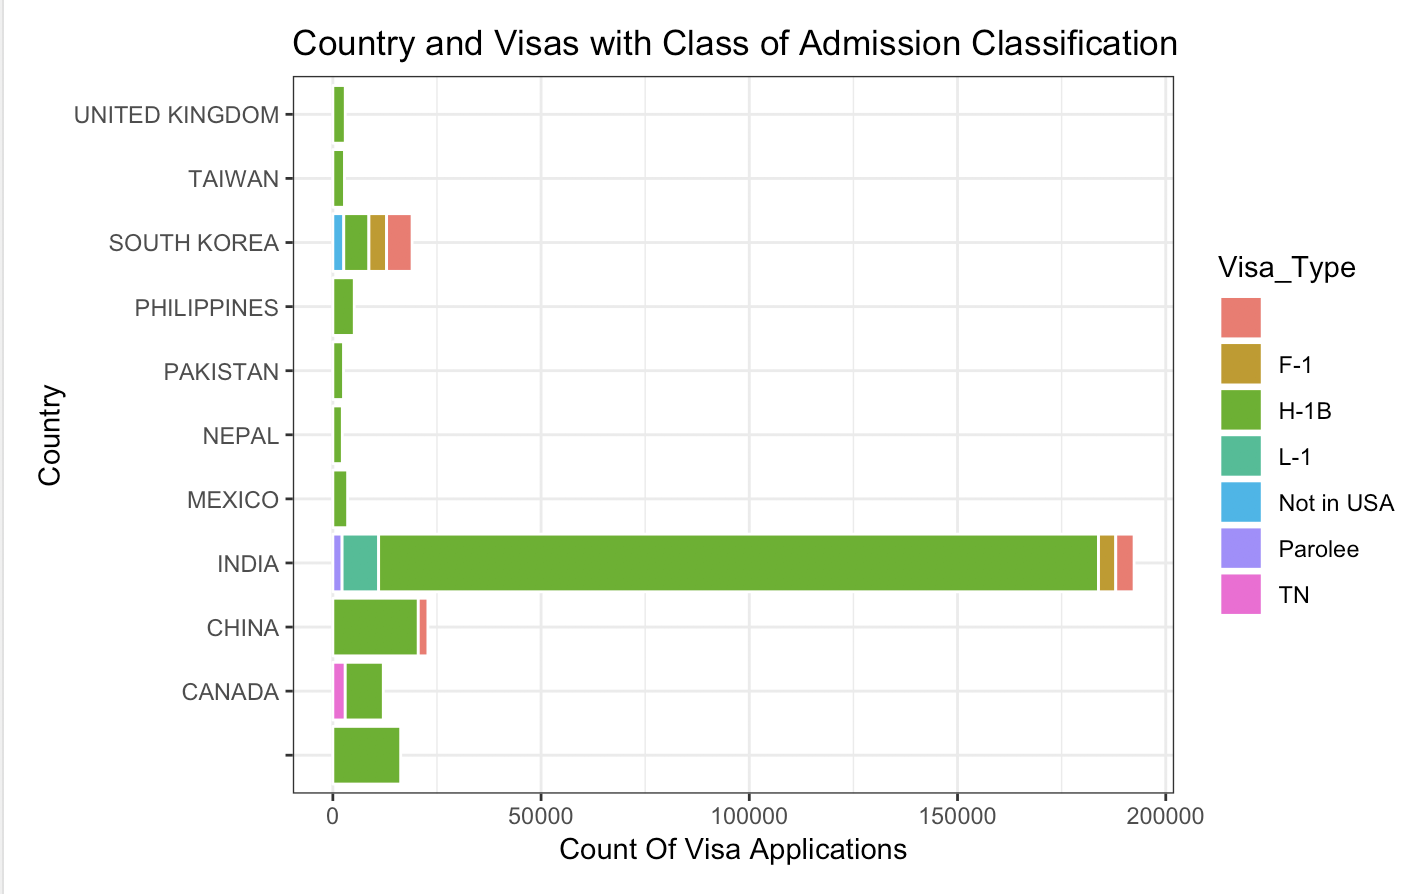 Country and Visas with Class of Admission Classification
Country
UNITED KINGDOM
TAIWAN
SOUTH KOREA
PHILIPPINES
PAKISTAN
NEPAL
MEXICO
INDIA
CHINA
CANADA
0 50000 100000 150000 200000
Count Of Visa Applications
Visa_Type
F-1
H-1B
L-1
Not in USA
Parolee
TN